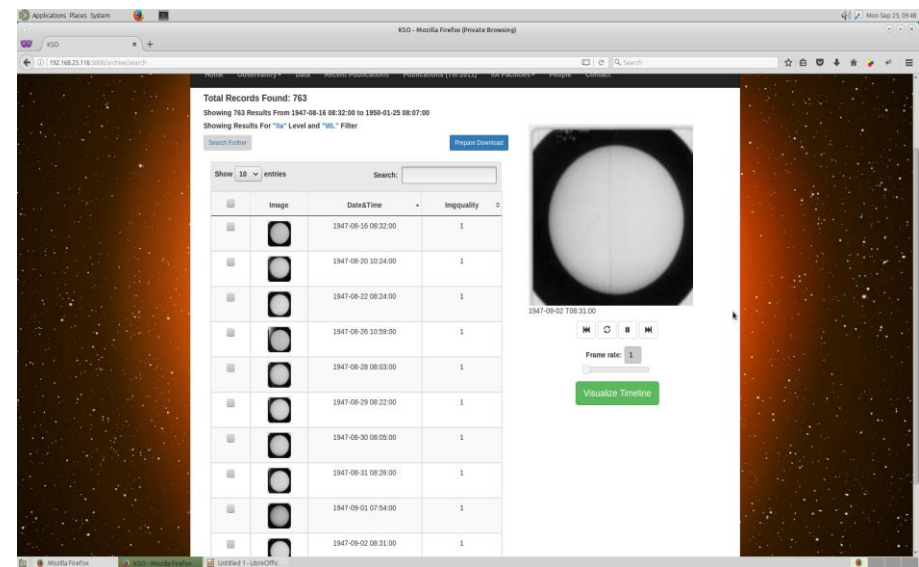 Applications Places System
Mon Sep 25, 09:48
KSO - Mozilla Firefox (Private Browsing)
KSO
192.168.25.116:5000/archive/search
Search
Home Observatory Data Recent Publications Publications (Till 2011) IIA Facilities People Contact
Total Records Found: 763
Showing 763 Results From 1947-08-16 08:32:00 to 1950-01-25 08:07:00
Showing Results For "0a" Level and "WL" Filter
Search Further
Prepare Download
Show 10 entries
Search:
Image Date&Time Imgquality
1947-08-16 08:32:00 1
1947-08-20 10:24:00 1
1947-08-22 08:24:00 1
1947-08-26 10:59:00 1
1947-08-28 08:03:00 1
1947-08-29 08:22:00 1
1947-08-30 08:05:00 1
1947-08-31 08:26:00 1
1947-09-01 07:54:00 1
1947-09-02 08:31:00 1
1947-09-02 T08:31:00
Frame rate: 1
Visualize Timeline
Mozilla Firefox
KSO - Mozilla Firefox
Untitled 1 - LibreOffic...